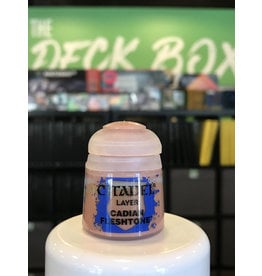 THE
DECK BOX
CITADEL
LAYER
CADIAN
FLESHTONE